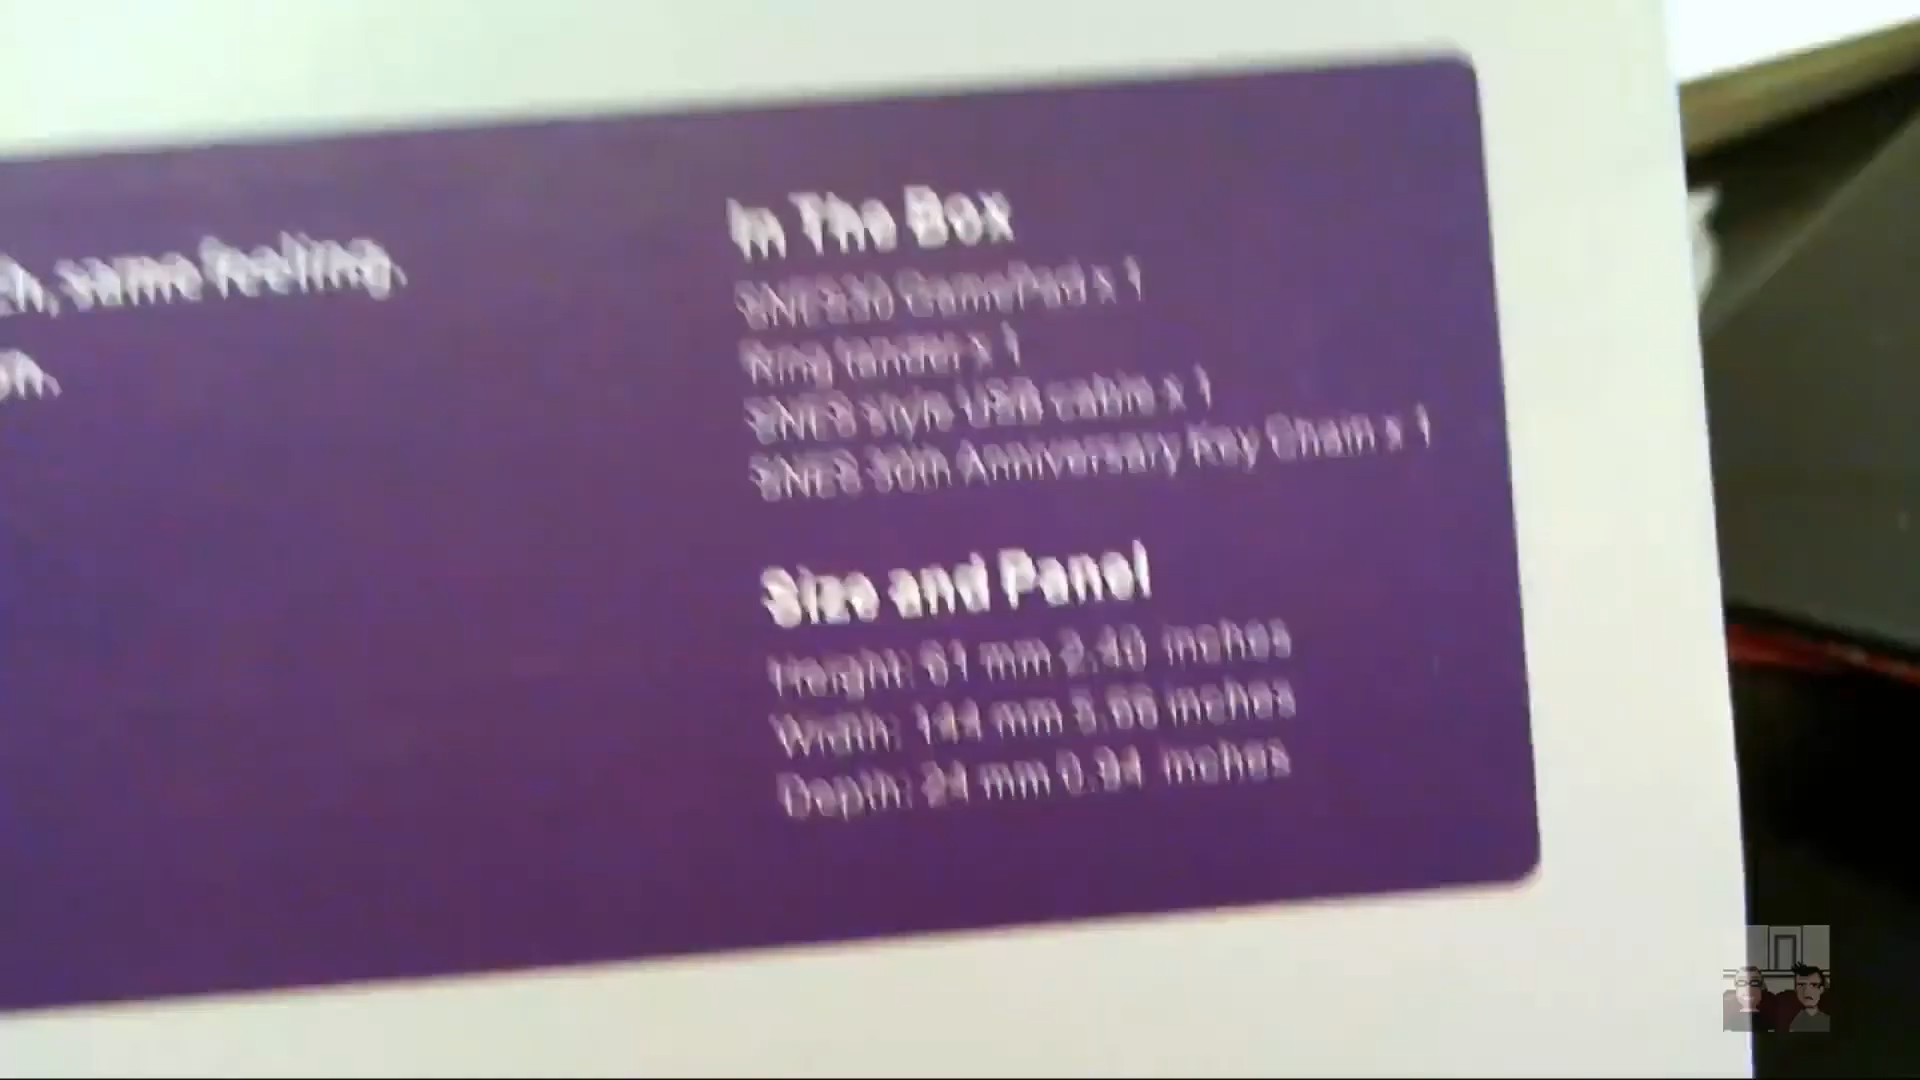 same feeling.
In The Box
SNES30 GamePad x 1
Ring fender x 1
SNES style USB cable x 1
SNES 30th Anniversary Key Chain x 1
Size and Panel
Height: 61 mm 2.40 inches
Width: 144 mm 5.66 inches
Depth: 24 mm 0.94 inches